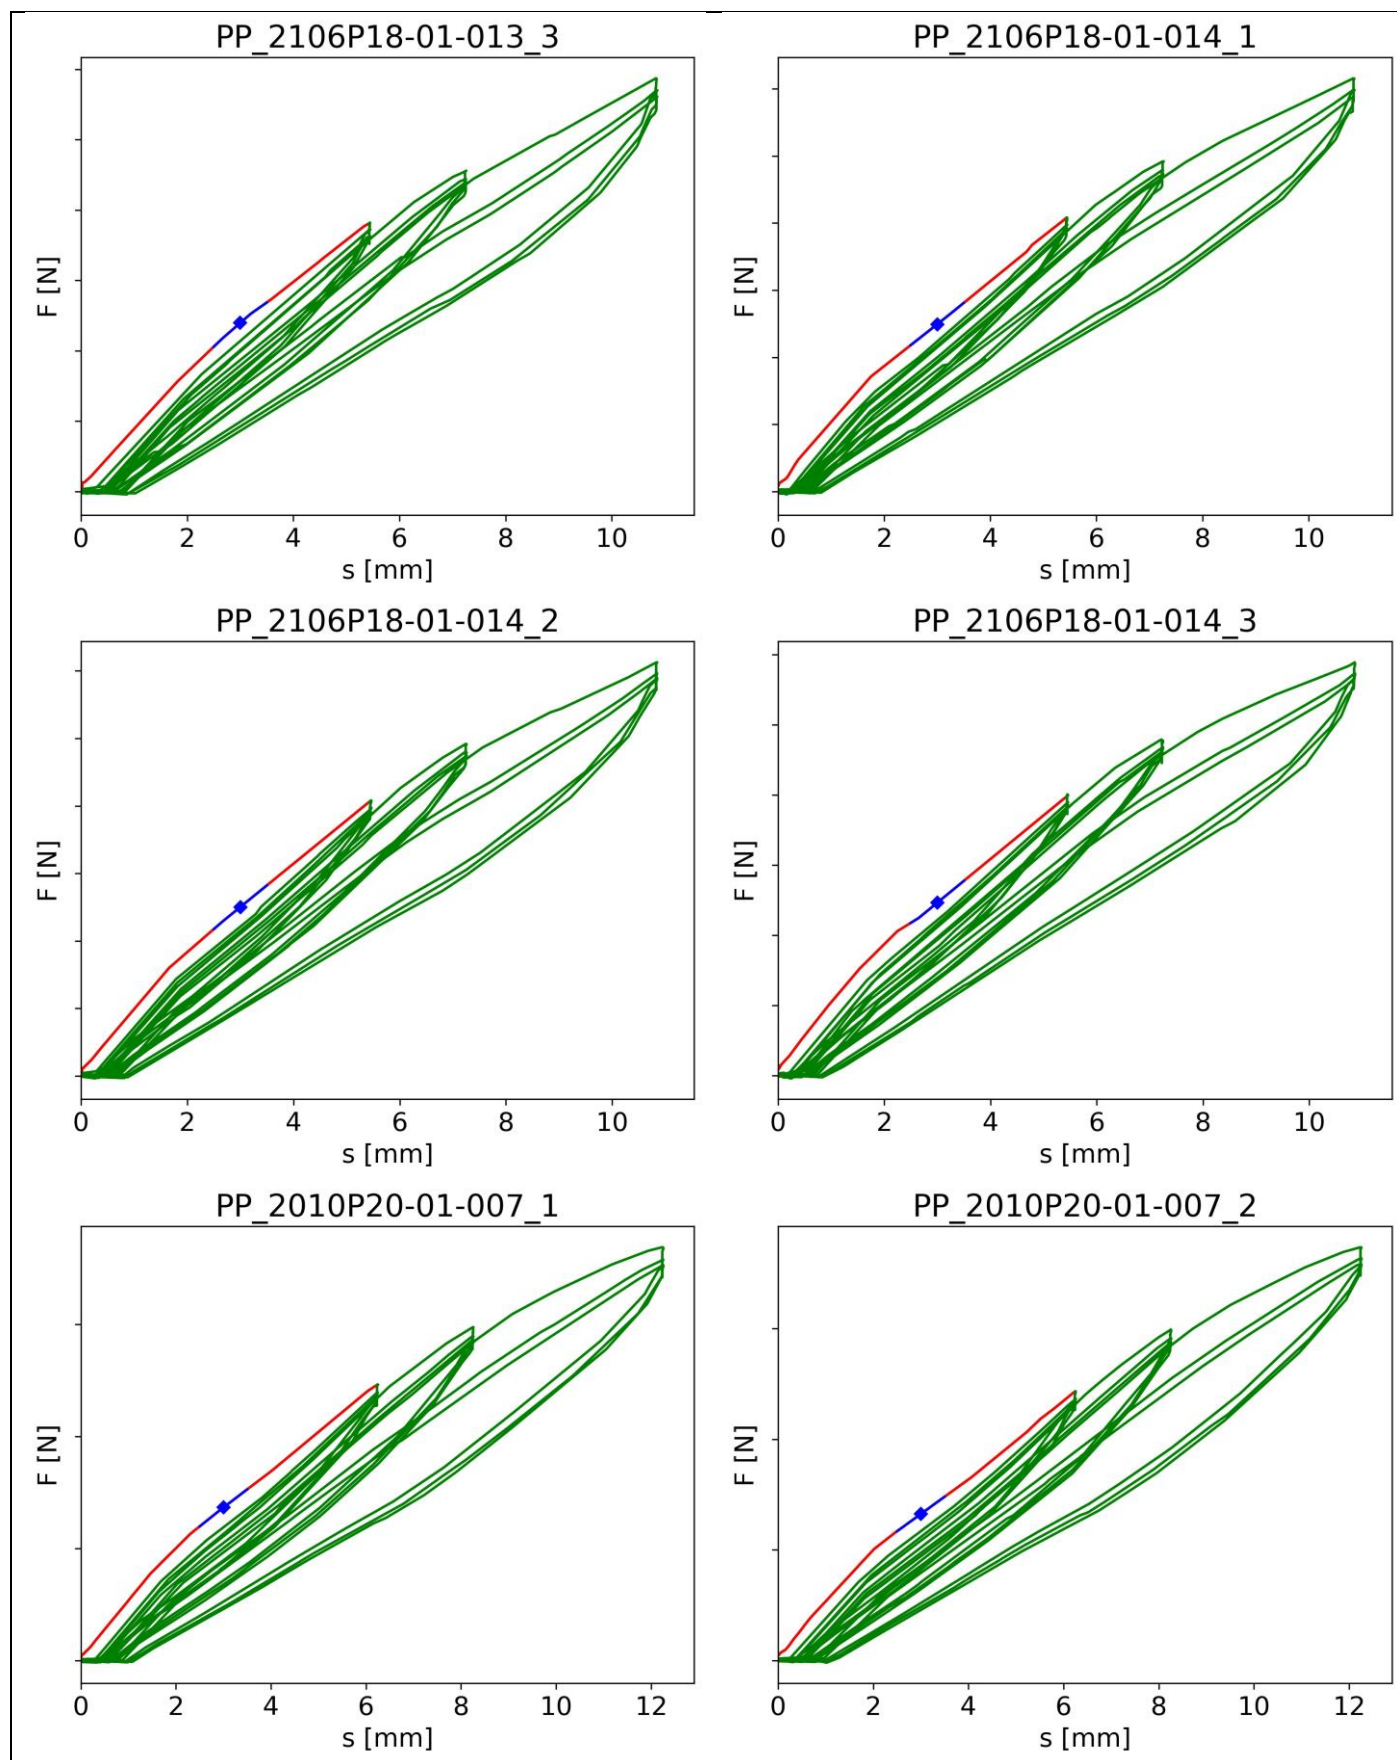 PP_2106P18-01-013_3
PP_2106P18-01-014_1
F [N]
F [N]
0 2 4 6 8 10
0 2 4 6 8 10
s [mm]
s [mm]
PP_2106P18-01-014_2
PP_2106P18-01-014_3
F [N]
F [N]
0 2 4 6 8 10
0 2 4 6 8 10
s [mm]
s [mm]
PP_2010P20-01-007_1
PP_2010P20-01-007_2
F [N]
F [N]
0 2 4 6 8 10 12
0 2 4 6 8 10 12
s [mm]
s [mm]